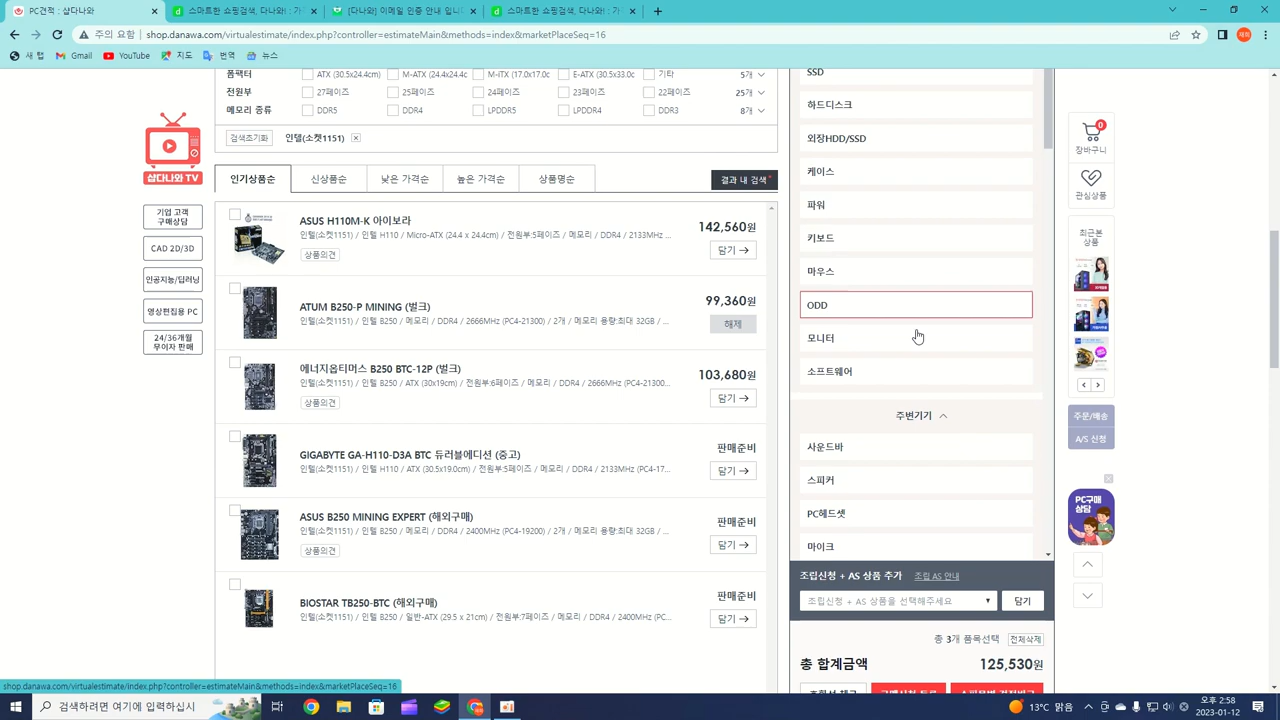 PC견적 : 샵다나와
스마트한 쇼핑검색, 다나와! : 가
[다나와] 이메일 인증 안내 입니다
스마트한 쇼핑검색, 다나와! : 가
주의 요함
shop.danawa.com/virtualestimate/index.php?controller=estimateMain&methods=index&marketPlaceSeq=16
재이
새 탭
Gmail
YouTube
지도
번역
뉴스
폼팩터
ATX (30.5x24.4cm)
M-ATX (24.4x24.4c
M-iTX (17.0x17.0c
E-ATX (30.5x33.0c
기타
5개
전원부
27페이즈
25페이즈
24페이즈
23페이즈
22페이즈
25개
메모리 종류
DDR5
DDR4
LPDDR5
LPDDR4
DDR3
8개
검색초기화
인텔(소켓1151)
인기상품순
신상품순
낮은 가격순
높은 가격순
상품명순
결과 내 검색
샵다나와 TV
기업 고객
구매상담
CAD 2D/3D
인공지능/딥러닝
영상편집용 PC
24/36개월
무이자 판매
ASUS H110M-K 아이보라
인텔(소켓1151) / 인텔 H110 / Micro-ATX (24.4 x 24.4cm) / 전원부:5페이즈 / 메모리 / DDR4 / 2133MHz ...
상품의견
142,560원
담기 →
ATUM B250-P MINING (벌크)
인텔(소켓1151) / 인텔 B250 / 메모리 / DDR4 / 2666MHz (PC4-21300) / 2개 / 메모리 용량:최대 32GB / ...
99,360원
해제
에너지옵티머스 B250 BTC-12P (벌크)
인텔(소켓1151) / 인텔 B250 / ATX (30x19cm) / 전원부:6페이즈 / 메모리 / DDR4 / 2666MHz (PC4-21300...
상품의견
103,680원
담기 →
GIGABYTE GA-H110-D3A BTC 듀러블에디션 (중고)
인텔(소켓1151) / 인텔 H110 / ATX (30.5x19.0cm) / 전원부:5페이즈 / 메모리 / DDR4 / 2133MHz (PC4-17...
판매준비
담기 →
ASUS B250 MINING EXPERT (해외구매)
인텔(소켓1151) / 인텔 B250 / 메모리 / DDR4 / 2400MHz (PC4-19200) / 2개 / 메모리 용량:최대 32GB / ...
상품의견
판매준비
담기 →
BIOSTAR TB250-BTC (해외구매)
인텔(소켓1151) / 인텔 B250 / 일반-ATX (29.5 x 21cm) / 전원부:7페이즈 / 메모리 / DDR4 / 2400MHz (PC...
판매준비
담기 →
SSD
하드디스크
외장HDD/SSD
케이스
파워
키보드
마우스
ODD
모니터
소프트웨어
주변기기
사운드바
스피커
PC헤드셋
마이크
조립신청 + AS 상품 추가
조립 AS 안내
조립신청 + AS 상품을 선택해주세요
담기
총 3개 품목선택
전체삭제
총 합계금액
125,530원
0
장바구니
관심상품
최근본
상품
주문/배송
A/S 신청
PC구매
상담
shop.danawa.com/virtualestimate/index.php?controller=estimateMain&methods=index&marketPlaceSeq=16
검색하려면 여기에 입력하십시
13°C 맑음
오후 2:58
2023-01-12